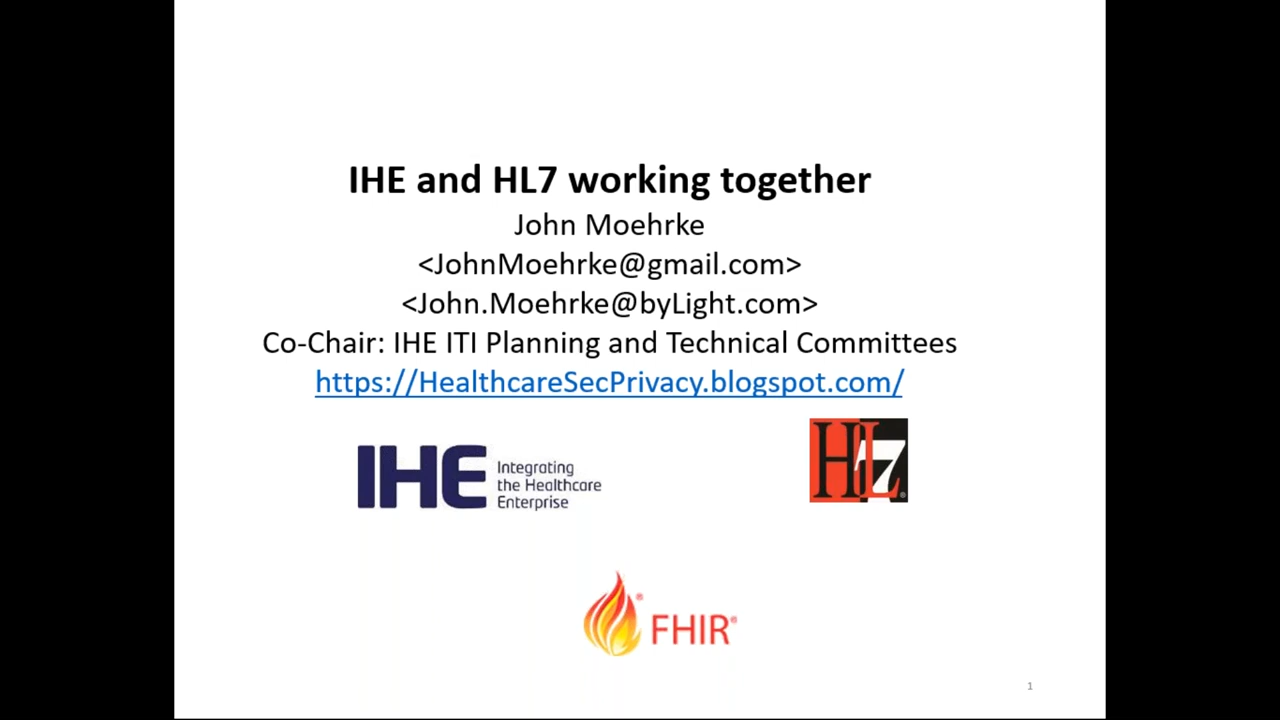 IHE and HL7 working together
John Moehrke
<JohnMoehrke@gmail.com>
<John.Moehrke@byLight.com>
Co-Chair: IHE ITI Planning and Technical Committees
https://HealthcareSecPrivacy.blogspot.com/
IHE
Integrating
the Healthcare
Enterprise
HL7®
FHIR®
1